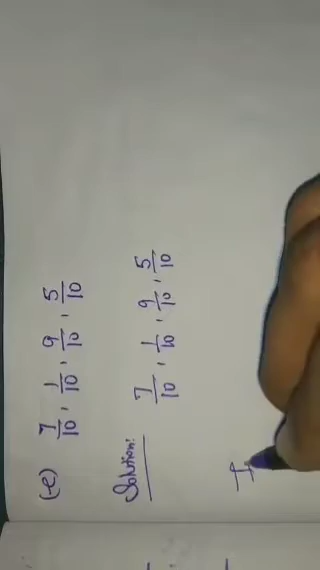 (e) 7/10, 1/10, 9/10, 5/10
Solution:
7/10, 1/10, 9/10, 5/10
I